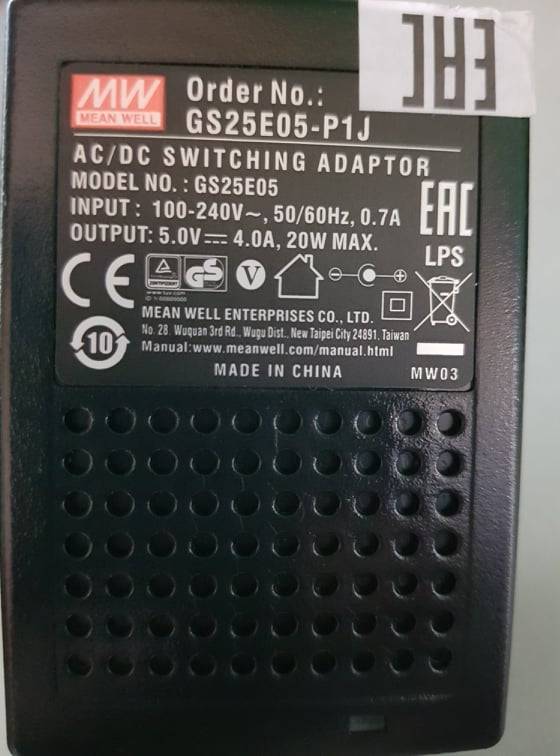 EAC
MW
MEAN WELL
Order No.:
GS25E05-P1J
AC/DC SWITCHING ADAPTOR
MODEL NO. : GS25E05
INPUT : 100-240V~, 50/60Hz, 0.7A
OUTPUT: 5.0V⎓ 4.0A, 20W MAX.
EAC
LPS
CE
GS
V
MEAN WELL ENTERPRISES CO., LTD.
No. 28, Wuquan 3rd Rd., Wugu Dist., New Taipei City 24891, Taiwan
10
Manual:www.meanwell.com/manual.html
MADE IN CHINA
MW03